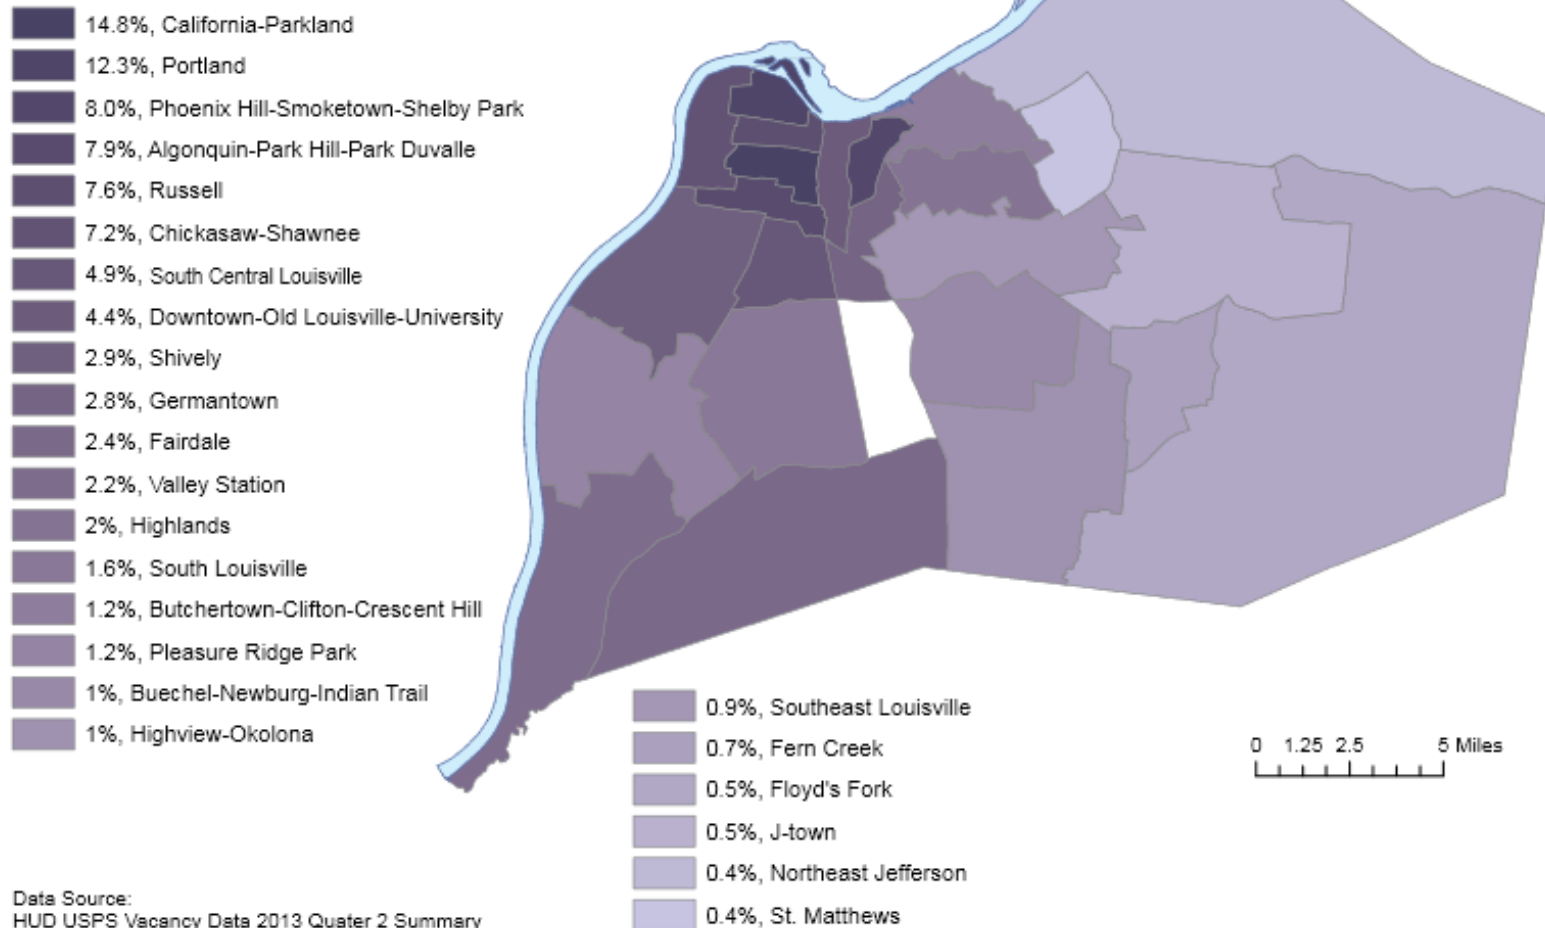 14.8%, California-Parkland
12.3%, Portland
8.0%, Phoenix Hill-Smoketown-Shelby Park
7.9%, Algonquin-Park Hill-Park Duvalle
7.6%, Russell
7.2%, Chickasaw-Shawnee
4.9%, South Central Louisville
4.4%, Downtown-Old Louisville-University
2.9%, Shively
2.8%, Germantown
2.4%, Fairdale
2.2%, Valley Station
2%, Highlands
1.6%, South Louisville
1.2%, Butchertown-Clifton-Crescent Hill
1.2%, Pleasure Ridge Park
1%, Buechel-Newburg-Indian Trail
1%, Highview-Okolona
0.9%, Southeast Louisville
0.7%, Fern Creek
0.5%, Floyd's Fork
0.5%, J-town
0.4%, Northeast Jefferson
0.4%, St. Matthews
0 1.25 2.5 5 Miles
Data Source:
HUD USPS Vacancy Data 2013 Quater 2 Summary